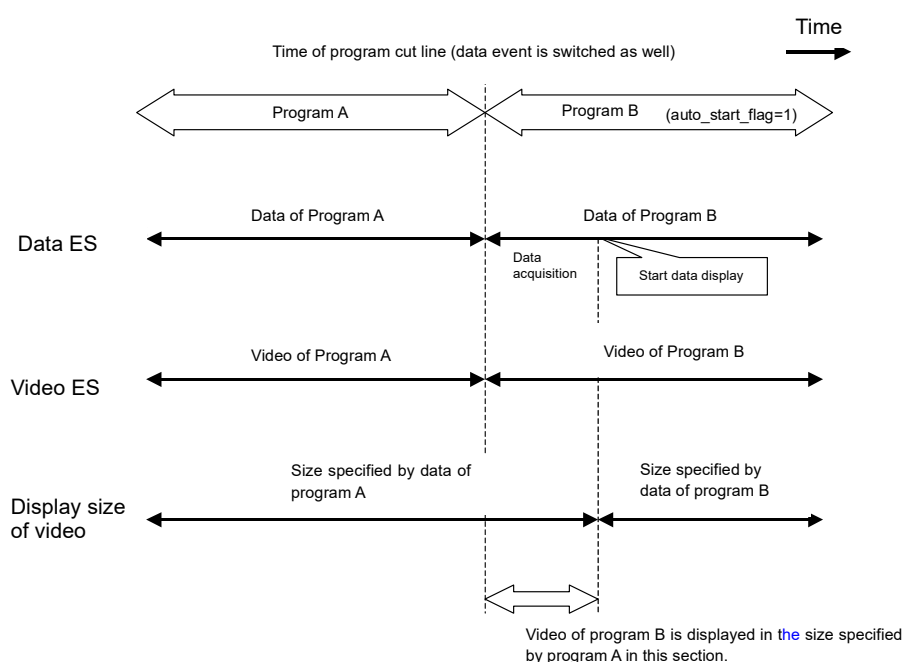 Time
Time of program cut line (data event is switched as well)
Program A
Program B
(auto_start_flag=1)
Data ES
Data of Program A
Data of Program B
Data
acquisition
Start data display
Video ES
Video of Program A
Video of Program B
Display size
of video
Size specified by data of
program A
Size specified by
data of program B
Video of program B is displayed in the size specified
by program A in this section.